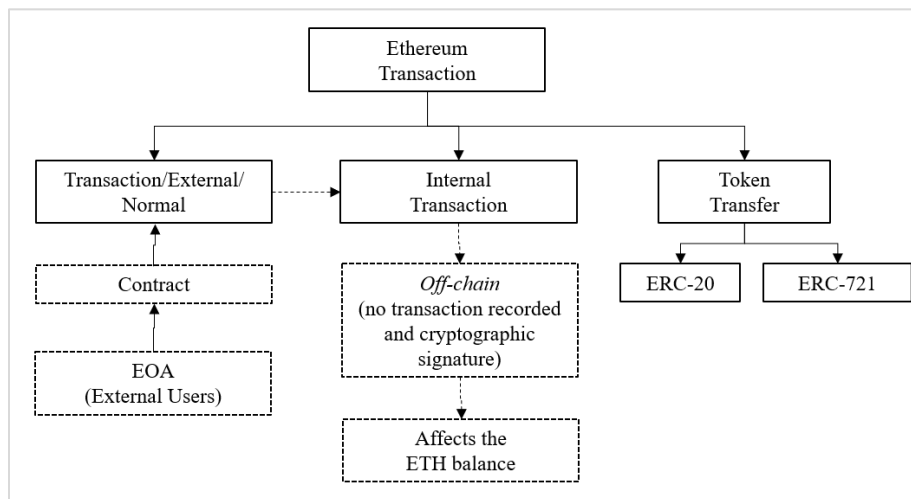 Ethereum
Transaction
Transaction/External/
Normal
Internal
Transaction
Token
Transfer
Contract
Off-chain
(no transaction recorded
and cryptographic
signature)
ERC-20
ERC-721
EOA
(External Users)
Affects the
ETH balance